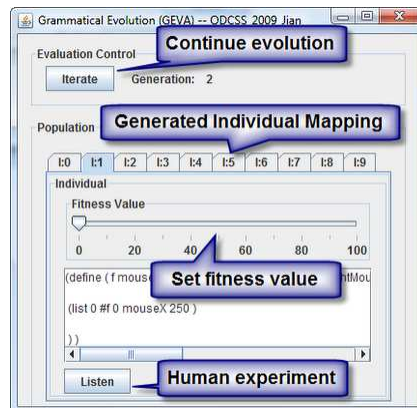 Grammatical Evolution (GEVA) -- ODCSS 2009 Jian
Continue evolution
Evaluation Control
Iterate Generation: 2
Generated Individual Mapping
Population
I:0 I:1 I:2 I:3 I:4 I:5 I:6 I:7 I:8 I:9
Individual
Fitness Value
0 20 40 60 80 100
(define ( f
Set fitness value
(list 0 #f 0 mouseX 250 )
) )
Listen
Human experiment